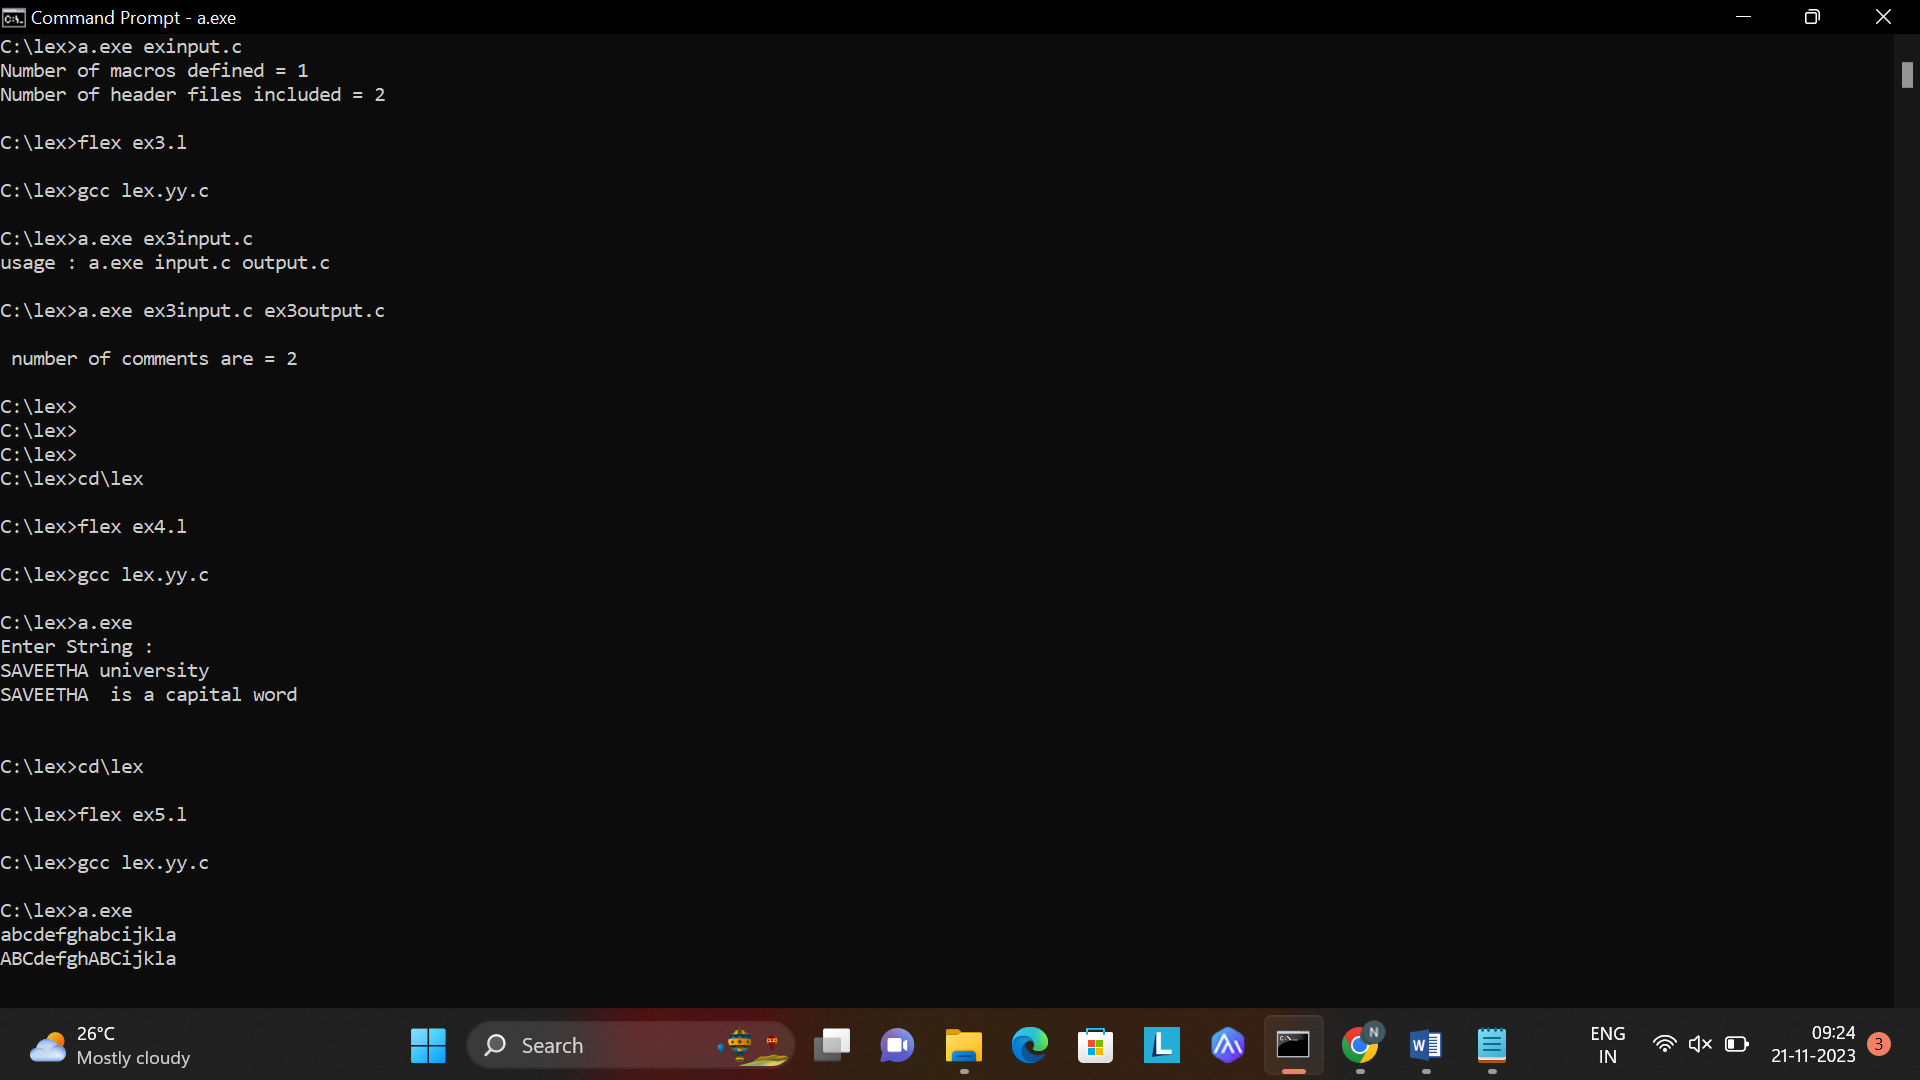 Command Prompt - a.exe
C:\lex>a.exe exinput.c
Number of macros defined = 1
Number of header files included = 2
C:\lex>flex ex3.l
C:\lex>gcc lex.yy.c
C:\lex>a.exe ex3input.c
usage : a.exe input.c output.c
C:\lex>a.exe ex3input.c ex3output.c
number of comments are = 2
C:\lex>
C:\lex>
C:\lex>
C:\lex>cd\lex
C:\lex>flex ex4.l
C:\lex>gcc lex.yy.c
C:\lex>a.exe
Enter String :
SAVEETHA university
SAVEETHA  is a capital word
C:\lex>cd\lex
C:\lex>flex ex5.l
C:\lex>gcc lex.yy.c
C:\lex>a.exe
abcdefghabcijkla
ABCdefghABCijkla
26°C
Mostly cloudy
Search
L
N
W
ENG
IN
09:24
21-11-2023
3